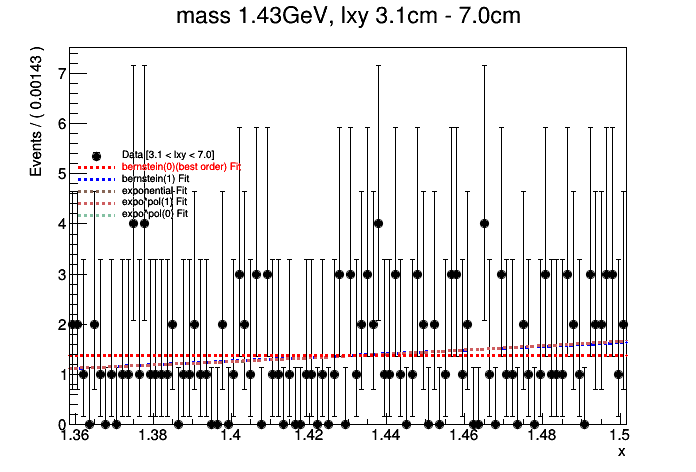 mass 1.43GeV, lxy 3.1cm - 7.0cm
Events / ( 0.00143 )
7
6
5
4
3
2
1
0
Data [3.1 < lxy < 7.0]
bernstein(0)(best order) Fit
bernstein(1) Fit
exponential Fit
expo*pol(1) Fit
expo*pol(0) Fit
1.36 1.38 1.4 1.42 1.44 1.46 1.48 1.5
x